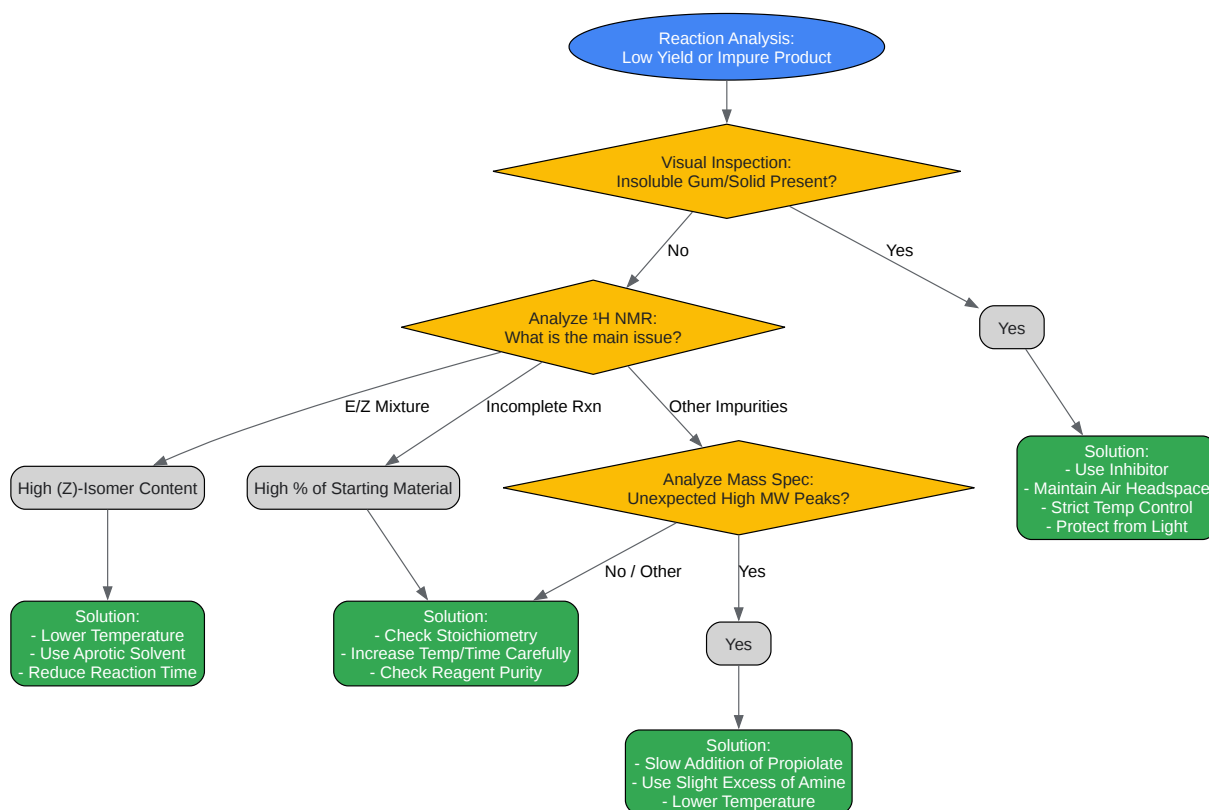 Reaction Analysis:
Low Yield or Impure Product
Visual Inspection:
Insoluble Gum/Solid Present?
No
Yes
Analyze ¹H NMR:
What is the main issue?
Yes
E/Z Mixture
Incomplete Rxn
Other Impurities
High (Z)-Isomer Content
High % of Starting Material
Analyze Mass Spec:
Unexpected High MW Peaks?
Solution:
- Use Inhibitor
- Maintain Air Headspace
- Strict Temp Control
- Protect from Light
No / Other
Yes
Solution:
- Lower Temperature
- Use Aprotic Solvent
- Reduce Reaction Time
Solution:
- Check Stoichiometry
- Increase Temp/Time Carefully
- Check Reagent Purity
Yes
Solution:
- Slow Addition of Propiolate
- Use Slight Excess of Amine
- Lower Temperature